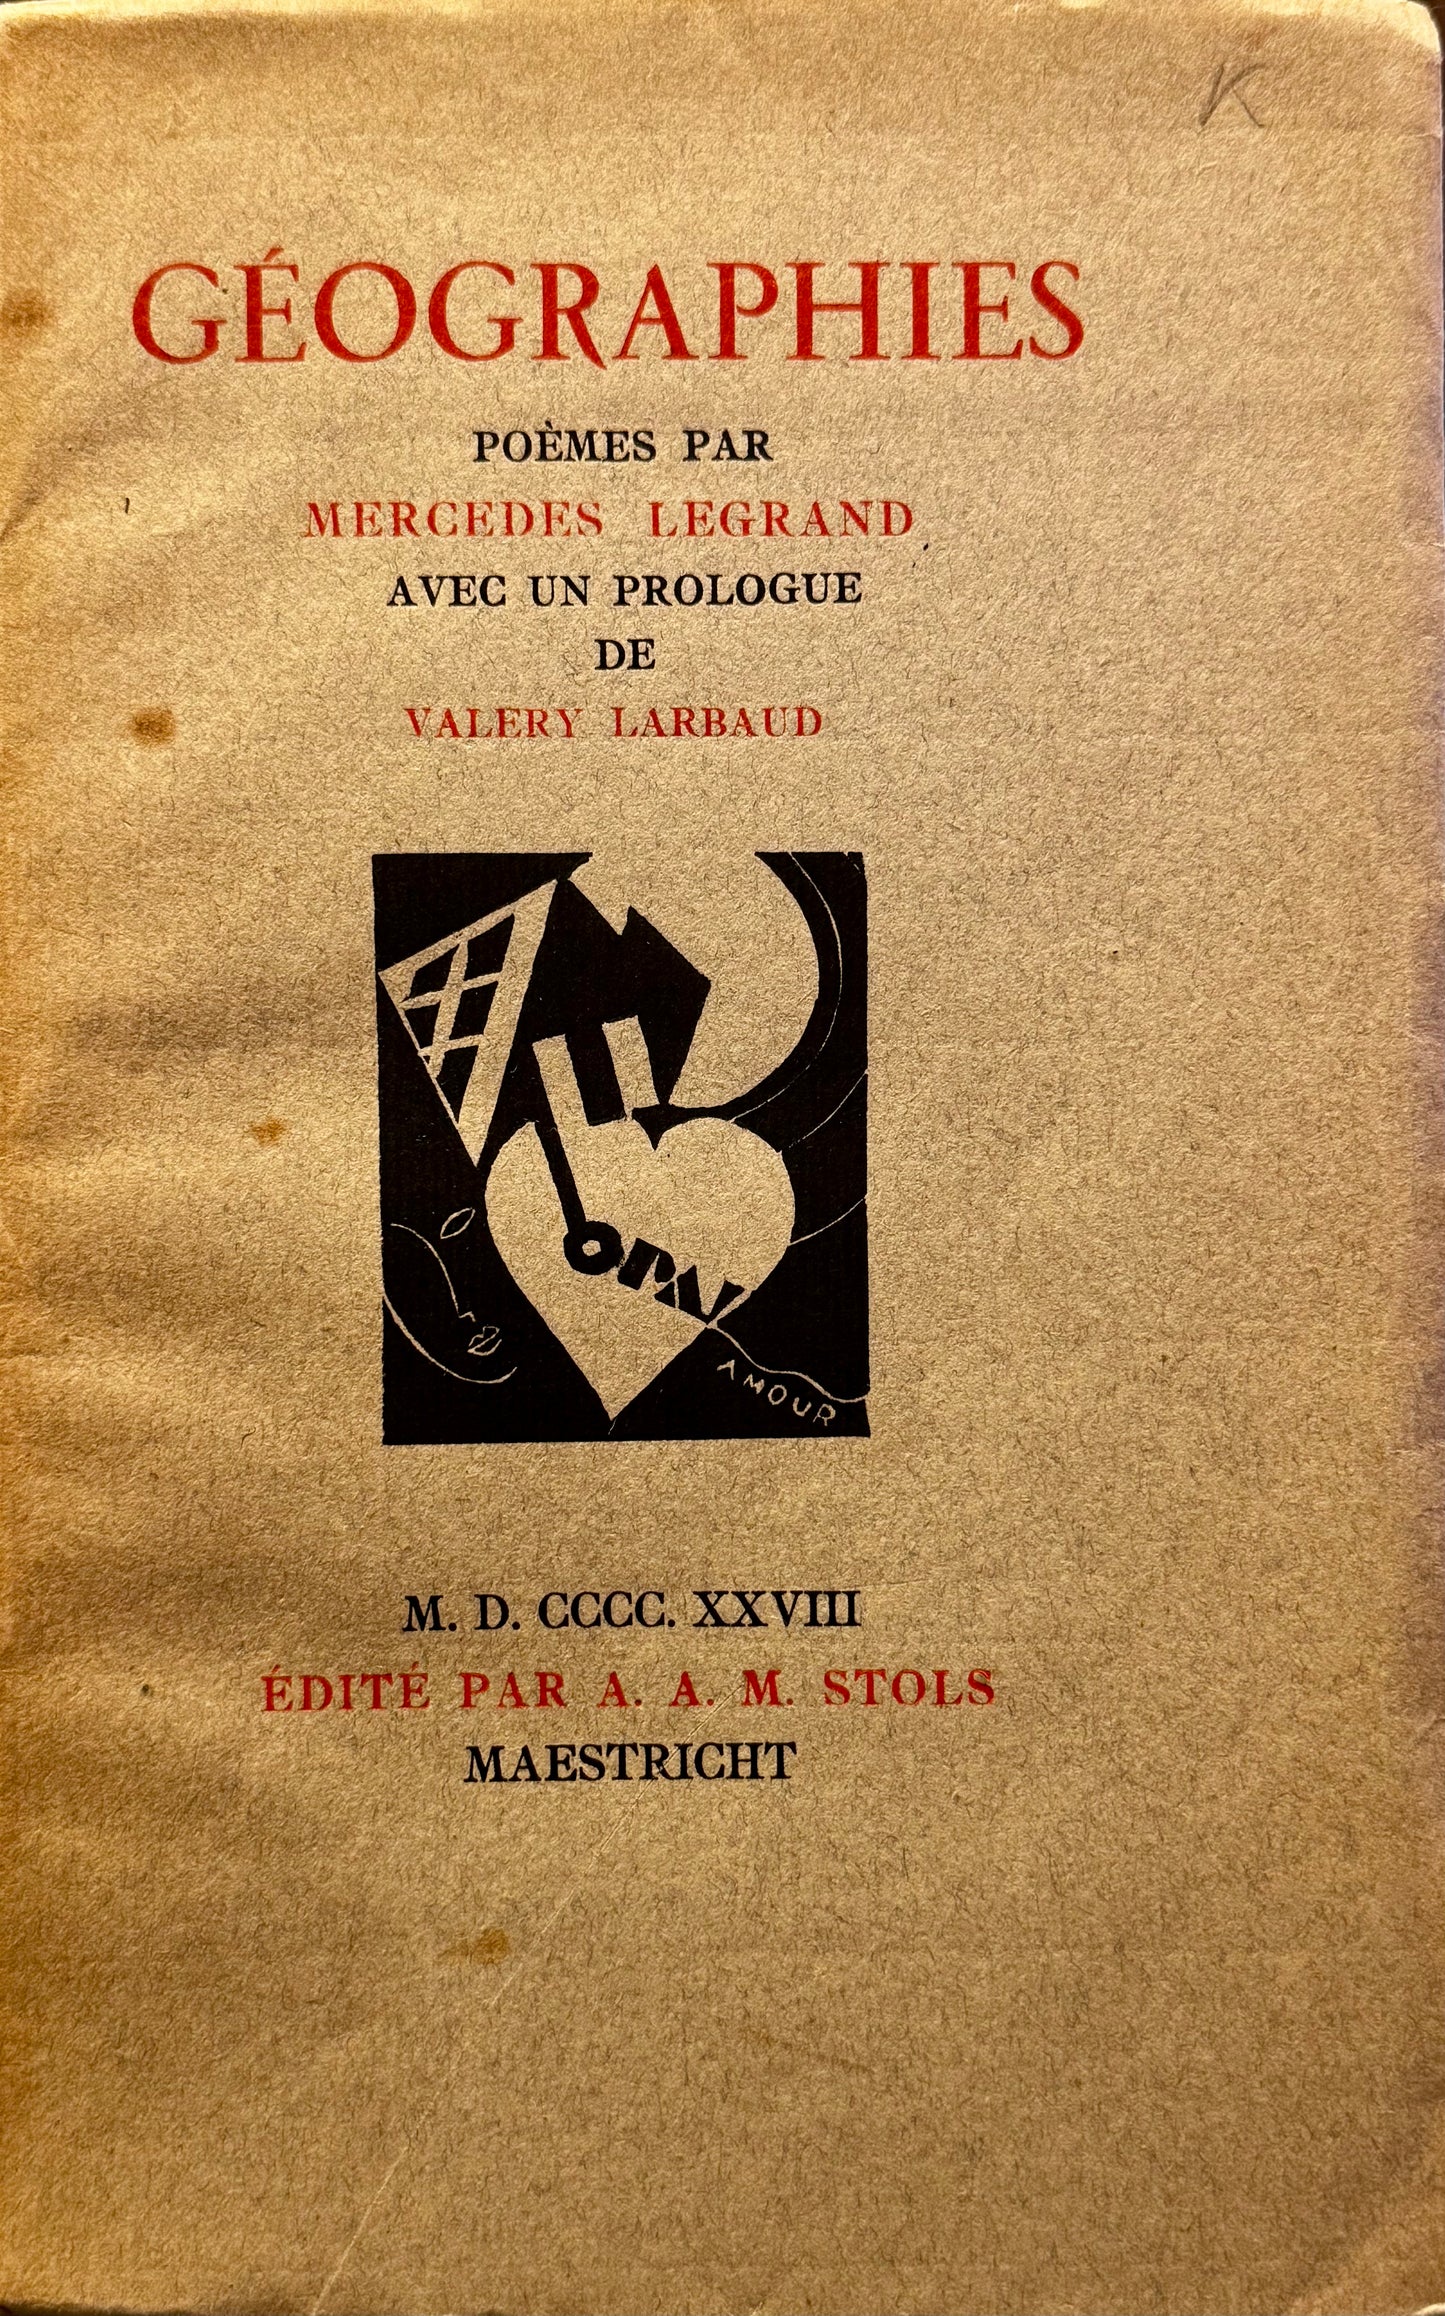 K
GÉOGRAPHIES
POÈMES PAR
MERCEDES LEGRAND
AVEC UN PROLOGUE
DE
VALERY LARBAUD
AMOUR
M. D. CCCC. XXVIII
ÉDITÉ PAR A. A. M. STOLS
MAESTRICHT